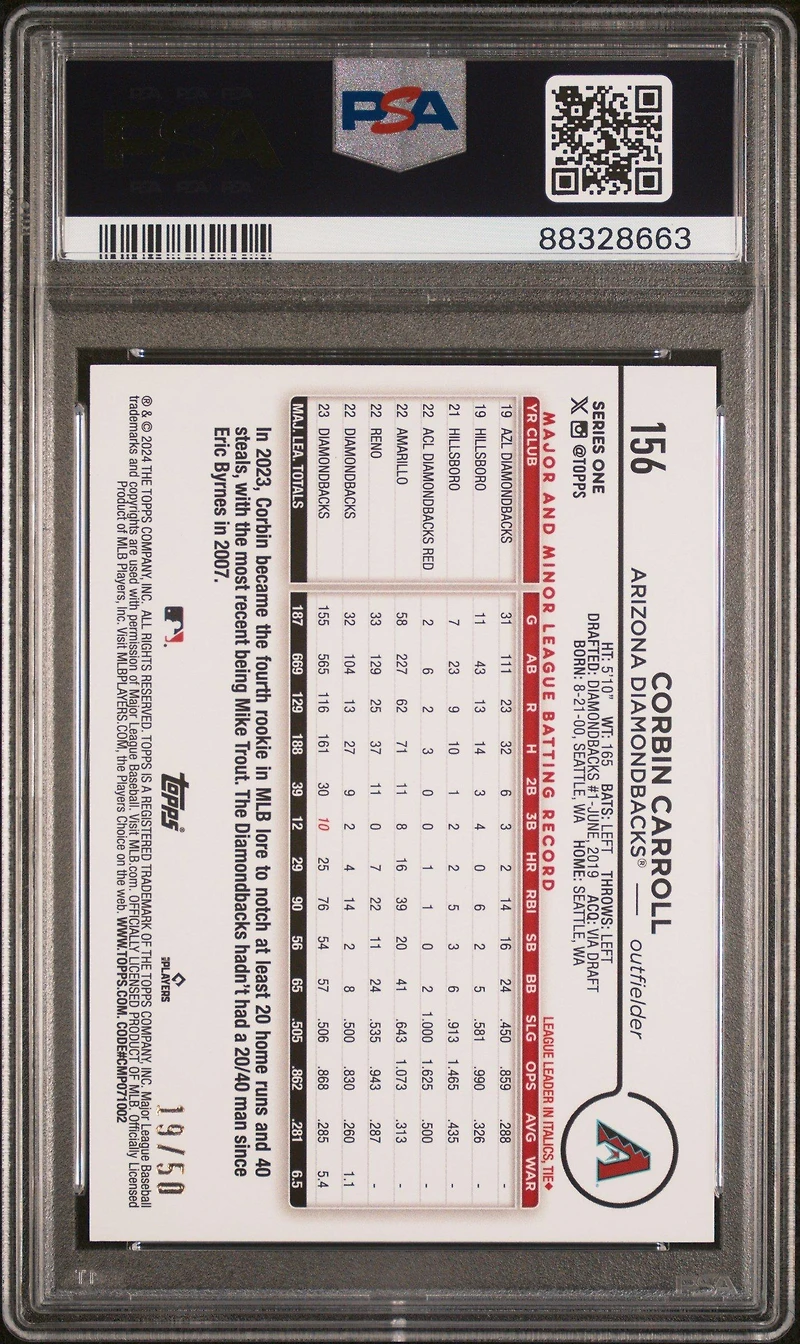 PSA
88328663
156
CORBIN CARROLL
ARIZONA DIAMONDBACKS® — outfielder
SERIES ONE
@TOPPS
HT: 5'10" WT: 165 BATS: LEFT THROWS: LEFT
DRAFTED: DIAMONDBACKS #1-JUNE, 2019 ACQ: VIA DRAFT
BORN: 8-21-00, SEATTLE, WA HOME: SEATTLE, WA
MAJOR AND MINOR LEAGUE BATTING RECORD LEAGUE LEADER IN ITALICS, TIE♦
YR CLUB G AB R H 2B 3B HR RBI SB BB SLG OPS AVG WAR
19 AZL DIAMONDBACKS 31 111 23 32 6 3 2 14 16 24 .450 .859 .288 -
19 HILLSBORO 11 43 13 14 3 4 0 6 2 5 .581 .990 .326 -
21 HILLSBORO 7 23 9 10 1 2 2 5 3 6 .913 1.465 .435 -
22 ACL DIAMONDBACKS RED 2 6 2 3 0 0 1 1 0 2 1.000 1.625 .500 -
22 AMARILLO 58 227 62 71 11 8 16 39 20 41 .643 1.073 .313 -
22 RENO 33 129 25 37 11 0 7 22 11 24 .535 .943 .287 -
22 DIAMONDBACKS 32 104 13 27 9 2 4 14 2 8 .500 .830 .260 1.1
23 DIAMONDBACKS 155 565 116 161 30 10 25 76 54 57 .506 .868 .285 5.4
MAJ. LEA. TOTALS 187 669 129 188 39 12 29 90 56 65 .505 .862 .281 6.5
In 2023, Corbin became the fourth rookie in MLB lore to notch at least 20 home runs and 40
steals, with the most recent being Mike Trout. The Diamondbacks hadn't had a 20/40 man since
Eric Byrnes in 2007.
topps®
PLAYERS
19/50
® & © 2024 THE TOPPS COMPANY, INC. ALL RIGHTS RESERVED. TOPPS IS A REGISTERED TRADEMARK OF THE TOPPS COMPANY, INC. Major League Baseball
trademarks and copyrights are used with permission of Major League Baseball. Visit MLB.com. OFFICIALLY LICENSED PRODUCT OF MLB. Officially Licensed
Product of MLB Players, Inc. Visit MLBPLAYERS.COM, the Players Choice on the web. WWW.TOPPS.COM. CODE#CMP071002
PSA